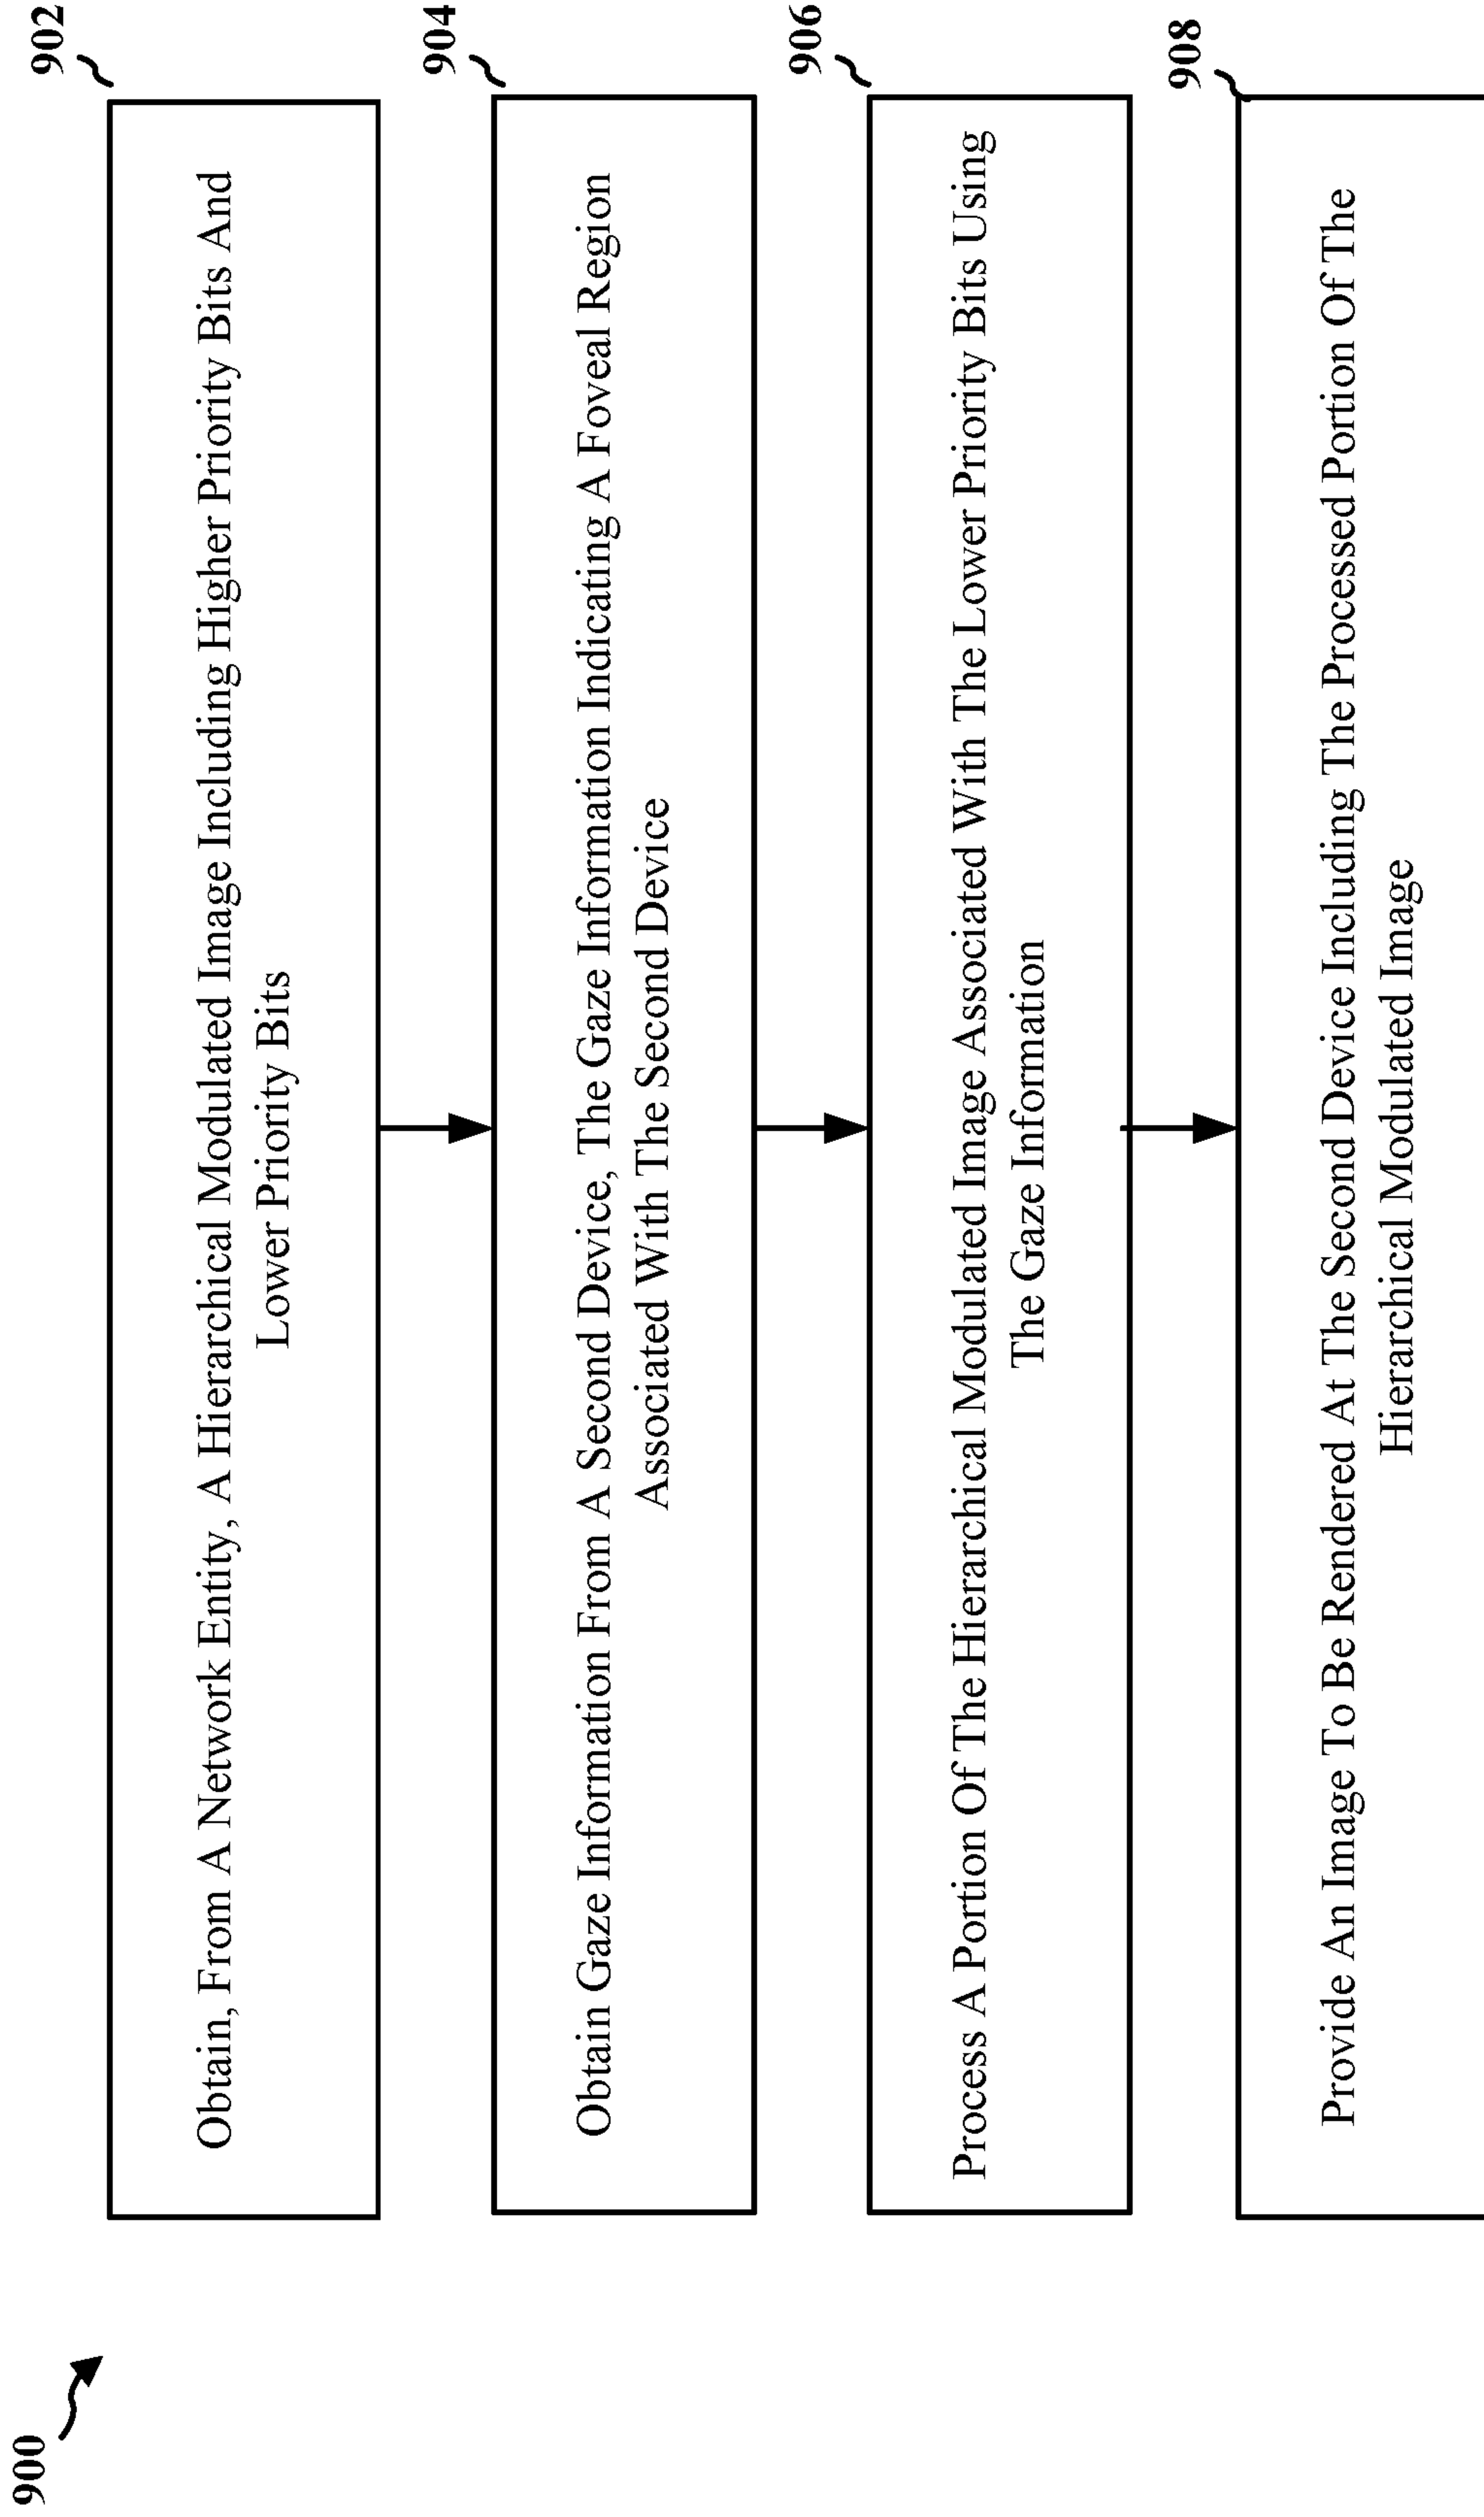 900
902
Obtain, From A Network Entity, A Hierarchical Modulated Image Including Higher Priority Bits And
Lower Priority Bits
904
Obtain Gaze Information From A Second Device, The Gaze Information Indicating A Foveal Region
Associated With The Second Device
906
Process A Portion Of The Hierarchical Modulated Image Associated With The Lower Priority Bits Using
The Gaze Information
908
Provide An Image To Be Rendered At The Second Device Including The Processed Portion Of The
Hierarchical Modulated Image